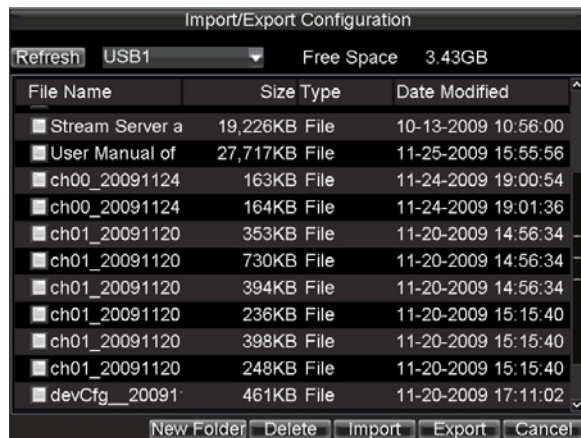 Import/Export Configuration
Refresh USB1 Free Space 3.43GB
File Name Size Type Date Modified
Stream Server a 19,226KB File 10-13-2009 10:56:00
User Manual of 27,717KB File 11-25-2009 15:55:56
ch00_20091124 163KB File 11-24-2009 19:00:54
ch00_20091124 164KB File 11-24-2009 19:01:36
ch01_20091120 353KB File 11-20-2009 14:56:34
ch01_20091120 730KB File 11-20-2009 14:56:34
ch01_20091120 394KB File 11-20-2009 14:56:34
ch01_20091120 236KB File 11-20-2009 15:15:40
ch01_20091120 398KB File 11-20-2009 15:15:40
ch01_20091120 248KB File 11-20-2009 15:15:40
devCfg__20091 461KB File 11-20-2009 17:11:02
New Folder Delete Import Export Cancel